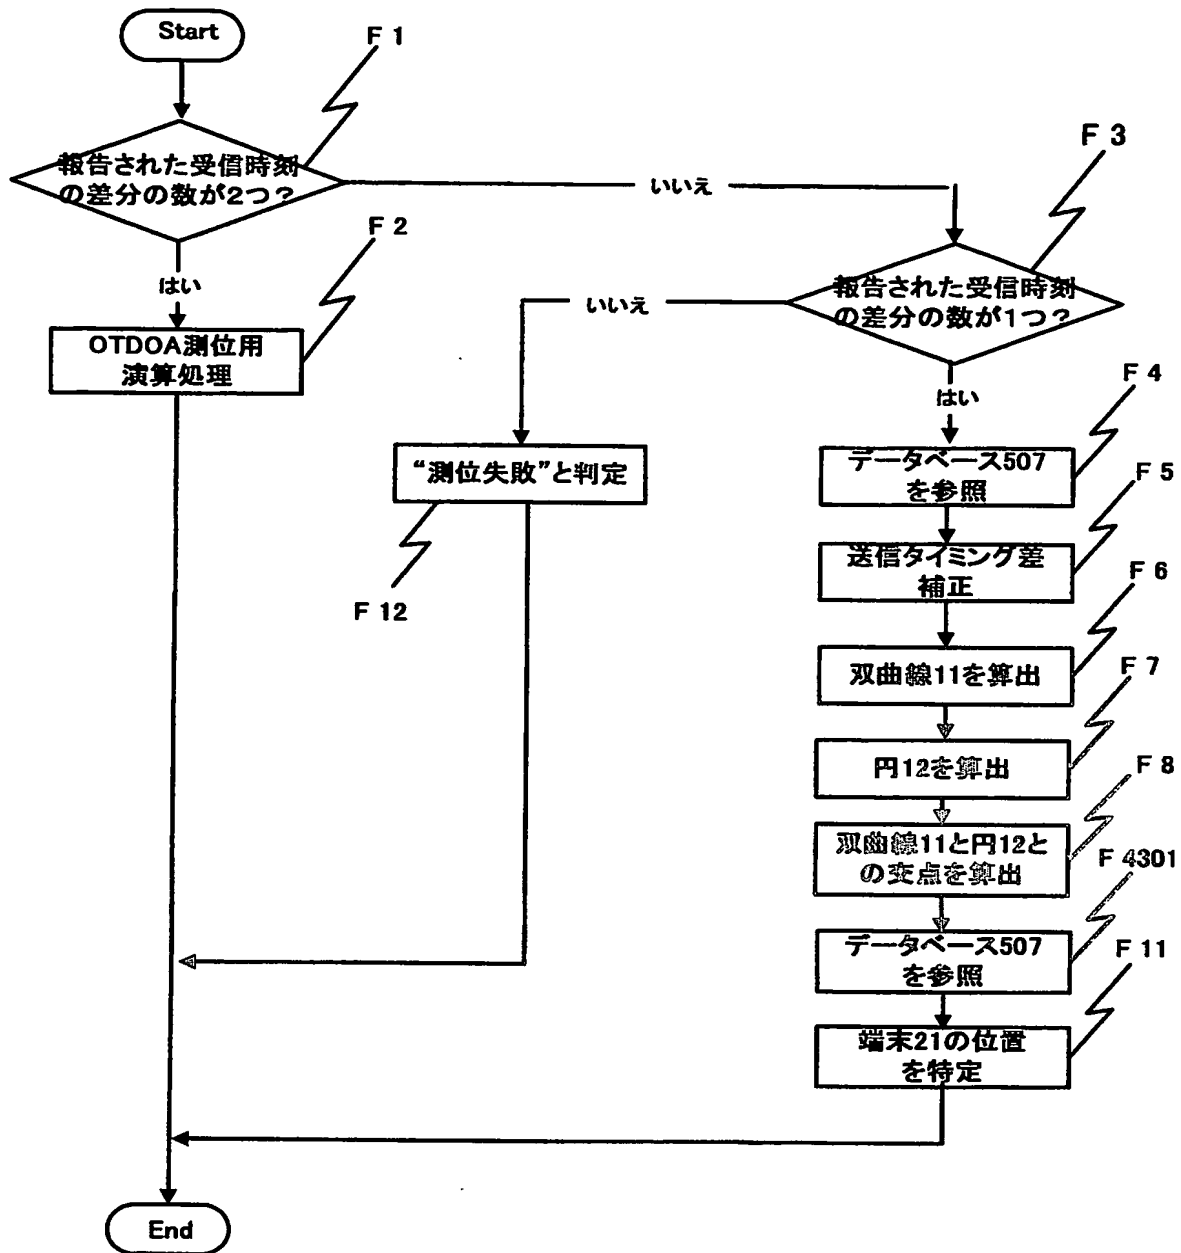 Start
F 1
報告された受信時刻
の差分の数が2つ?
いいえ
F 3
F 2
はい
報告された受信時刻
の差分の数が1つ?
いいえ
OTDOA測位用
演算処理
はい
F 4
“測位失敗”と判定
データベース507
を参照
F 5
送信タイミング差
補正
F 12
F 6
双曲線11を算出
F 7
円12を算出
F 8
双曲線11と円12と
の交点を算出
F 4301
データベース507
を参照
F 11
端末21の位置
を特定
End